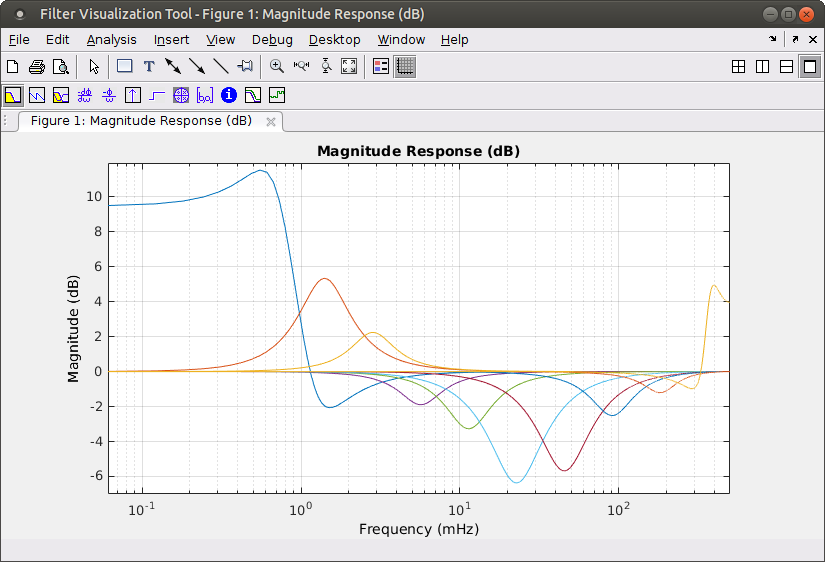 Filter Visualization Tool - Figure 1: Magnitude Response (dB)
File Edit Analysis Insert View Debug Desktop Window Help
Figure 1: Magnitude Response (dB)
Magnitude Response (dB)
10
8
6
4
2
0
-2
-4
-6
Magnitude (dB)
10^-1 10^0 10^1 10^2
Frequency (mHz)